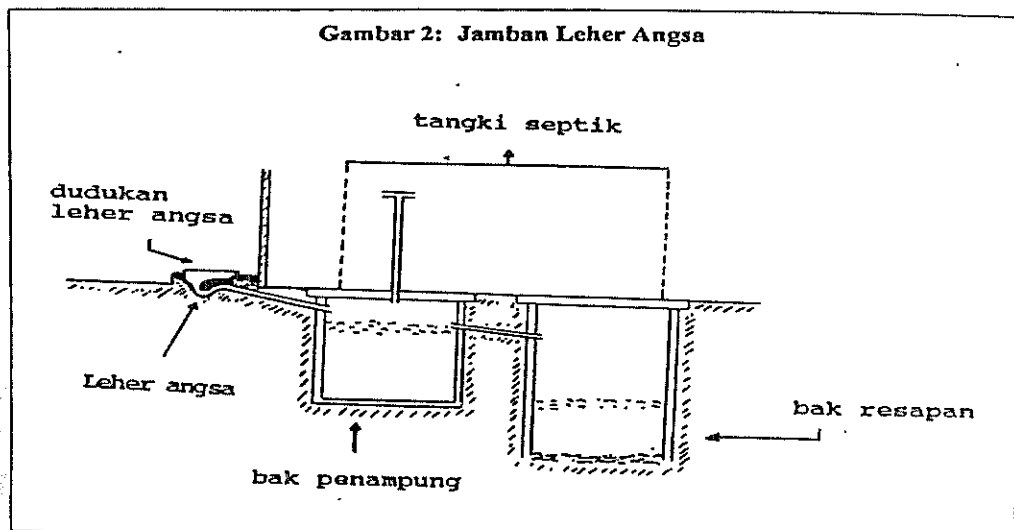 Gambar 2: Jamban Leher Angsa
tangki septik
dudukan
leher angsa
Leher angsa
bak resapan
bak penampung